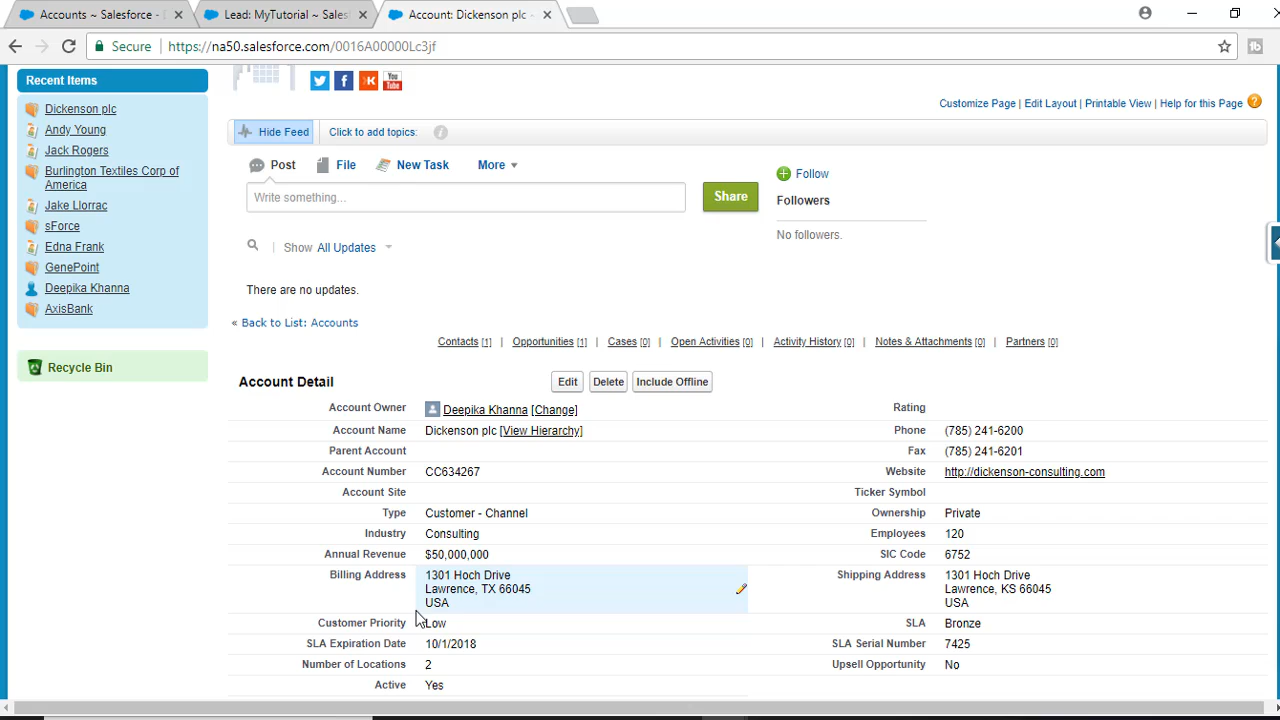 Accounts ~ Salesforce -
Lead: MyTutorial ~ Sales
Account: Dickenson plc -
Secure
https://na50.salesforce.com/0016A00000Lc3jf
Recent Items
Dickenson plc
Andy Young
Jack Rogers
Burlington Textiles Corp of
America
Jake Llorrac
sForce
Edna Frank
GenePoint
Deepika Khanna
AxisBank
Recycle Bin
You
Tube
Customize Page | Edit Layout | Printable View | Help for this Page ?
Hide Feed
Click to add topics:
Post File New Task More
Write something...
Share
Follow
Followers
No followers.
Show All Updates
There are no updates.
« Back to List: Accounts
Contacts [1] | Opportunities [1] | Cases [0] | Open Activities [0] | Activity History [0] | Notes & Attachments [0] | Partners [0]
Account Detail
Edit Delete Include Offline
Account Owner Deepika Khanna [Change] Rating
Account Name Dickenson plc [View Hierarchy] Phone (785) 241-6200
Parent Account Fax (785) 241-6201
Account Number CC634267 Website http://dickenson-consulting.com
Account Site Ticker Symbol
Type Customer - Channel Ownership Private
Industry Consulting Employees 120
Annual Revenue $50,000,000 SIC Code 6752
Billing Address 1301 Hoch Drive Shipping Address 1301 Hoch Drive
Lawrence, TX 66045 Lawrence, KS 66045
USA USA
Customer Priority Low SLA Bronze
SLA Expiration Date 10/1/2018 SLA Serial Number 7425
Number of Locations 2 Upsell Opportunity No
Active Yes